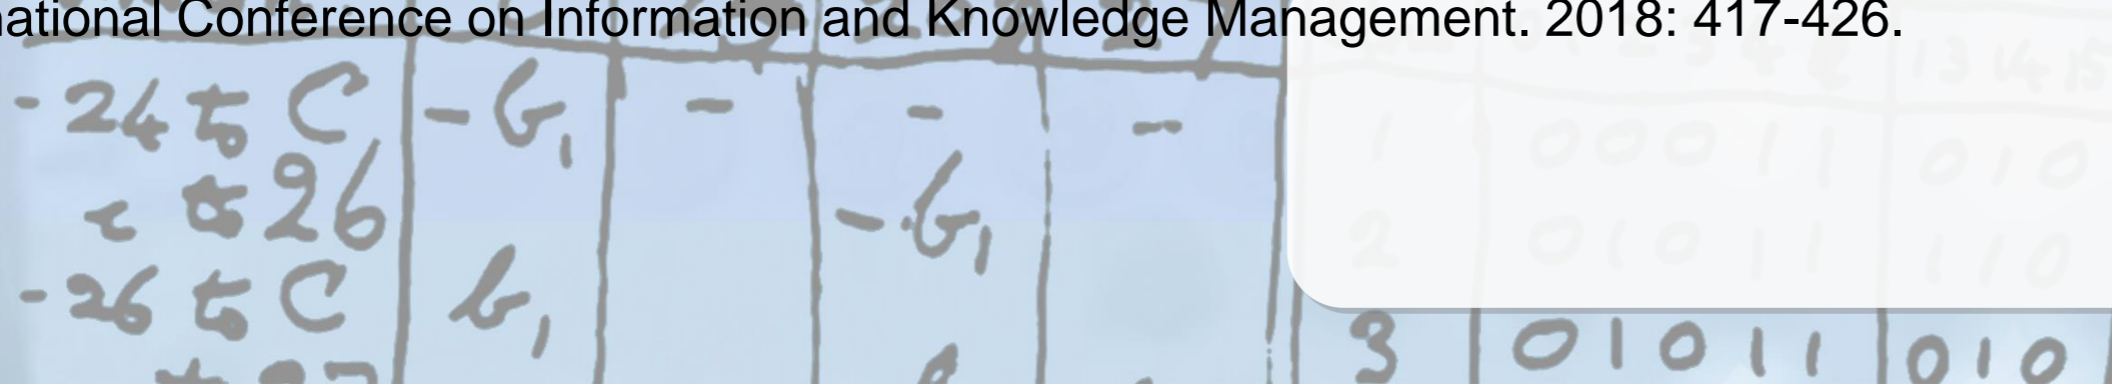 national Conference on Information and Knowledge Management. 2018: 417-426.
-24 to C -G₁ - - -
c to 26 -G₁
-26 to C G₁
1 00011 010
2 01011 110
3 01011 010